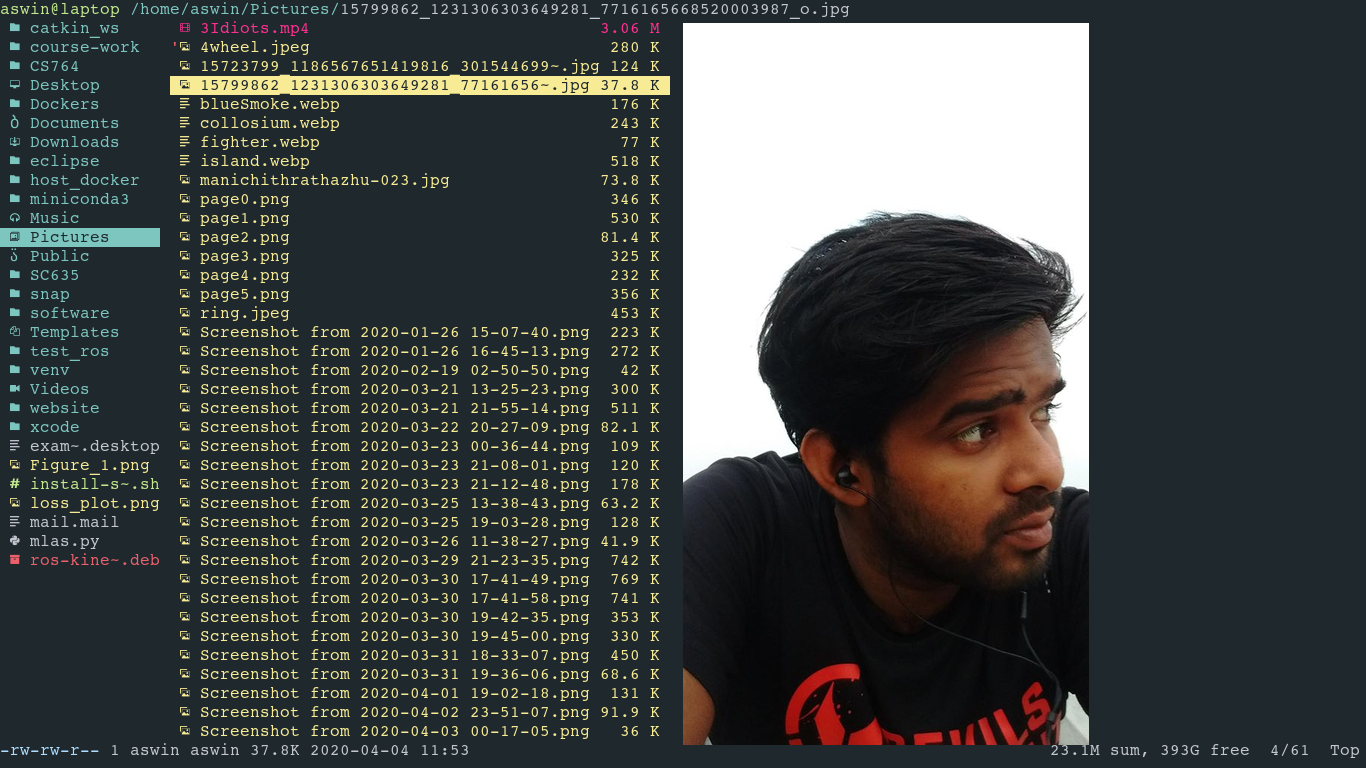 aswin@laptop /home/aswin/Pictures/15799862_1231306303649281_7716165668520003987_o.jpg
catkin_ws 3Idiots.mp4 3.06 M
course-work '4wheel.jpeg 280 K
CS764 15723799_1186567651419816_301544699~.jpg 124 K
Desktop 15799862_1231306303649281_77161656~.jpg 37.8 K
Dockers blueSmoke.webp 176 K
Documents collosium.webp 243 K
Downloads fighter.webp 77 K
eclipse island.webp 518 K
host_docker manichithrathazhu-023.jpg 73.8 K
miniconda3 page0.png 346 K
Music page1.png 530 K
Pictures page2.png 81.4 K
Public page3.png 325 K
SC635 page4.png 232 K
snap page5.png 356 K
software ring.jpeg 453 K
Templates Screenshot from 2020-01-26 15-07-40.png 223 K
test_ros Screenshot from 2020-01-26 16-45-13.png 272 K
venv Screenshot from 2020-02-19 02-50-50.png 42 K
Videos Screenshot from 2020-03-21 13-25-23.png 300 K
website Screenshot from 2020-03-21 21-55-14.png 511 K
xcode Screenshot from 2020-03-22 20-27-09.png 82.1 K
exam~.desktop Screenshot from 2020-03-23 00-36-44.png 109 K
Figure_1.png Screenshot from 2020-03-23 21-08-01.png 120 K
# install-s~.sh Screenshot from 2020-03-23 21-12-48.png 178 K
loss_plot.png Screenshot from 2020-03-25 13-38-43.png 63.2 K
mail.mail Screenshot from 2020-03-25 19-03-28.png 128 K
mlas.py Screenshot from 2020-03-26 11-38-27.png 41.9 K
ros-kine~.deb Screenshot from 2020-03-29 21-23-35.png 742 K
Screenshot from 2020-03-30 17-41-49.png 769 K
Screenshot from 2020-03-30 17-41-58.png 741 K
Screenshot from 2020-03-30 19-42-35.png 353 K
Screenshot from 2020-03-30 19-45-00.png 330 K
Screenshot from 2020-03-31 18-33-07.png 450 K
Screenshot from 2020-03-31 19-36-06.png 68.6 K
Screenshot from 2020-04-01 19-02-18.png 131 K
Screenshot from 2020-04-02 23-51-07.png 91.9 K
Screenshot from 2020-04-03 00-17-05.png 36 K
-rw-rw-r-- 1 aswin aswin 37.8K 2020-04-04 11:53 23.1M sum, 393G free 4/61 Top